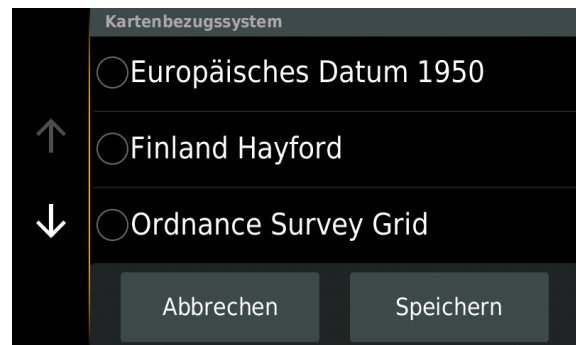 Kartenbezugssystem
Europäisches Datum 1950
Finland Hayford
Ordnance Survey Grid
Abbrechen
Speichern